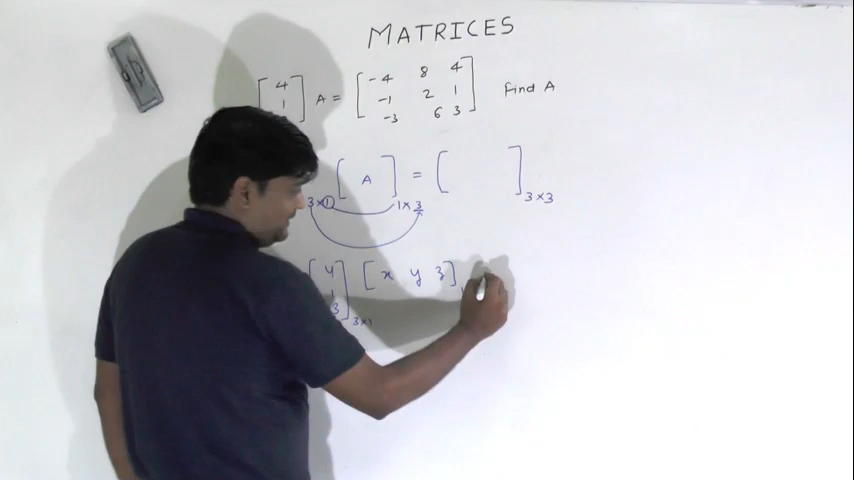 MATRICES
-4 8 4
4
A = -1 2 1 Find A
1
-3 6 3
[ A ] = [ ]
3×1 1×3 3×3
[ 4 ] [ x y z ]
1
3 3×1